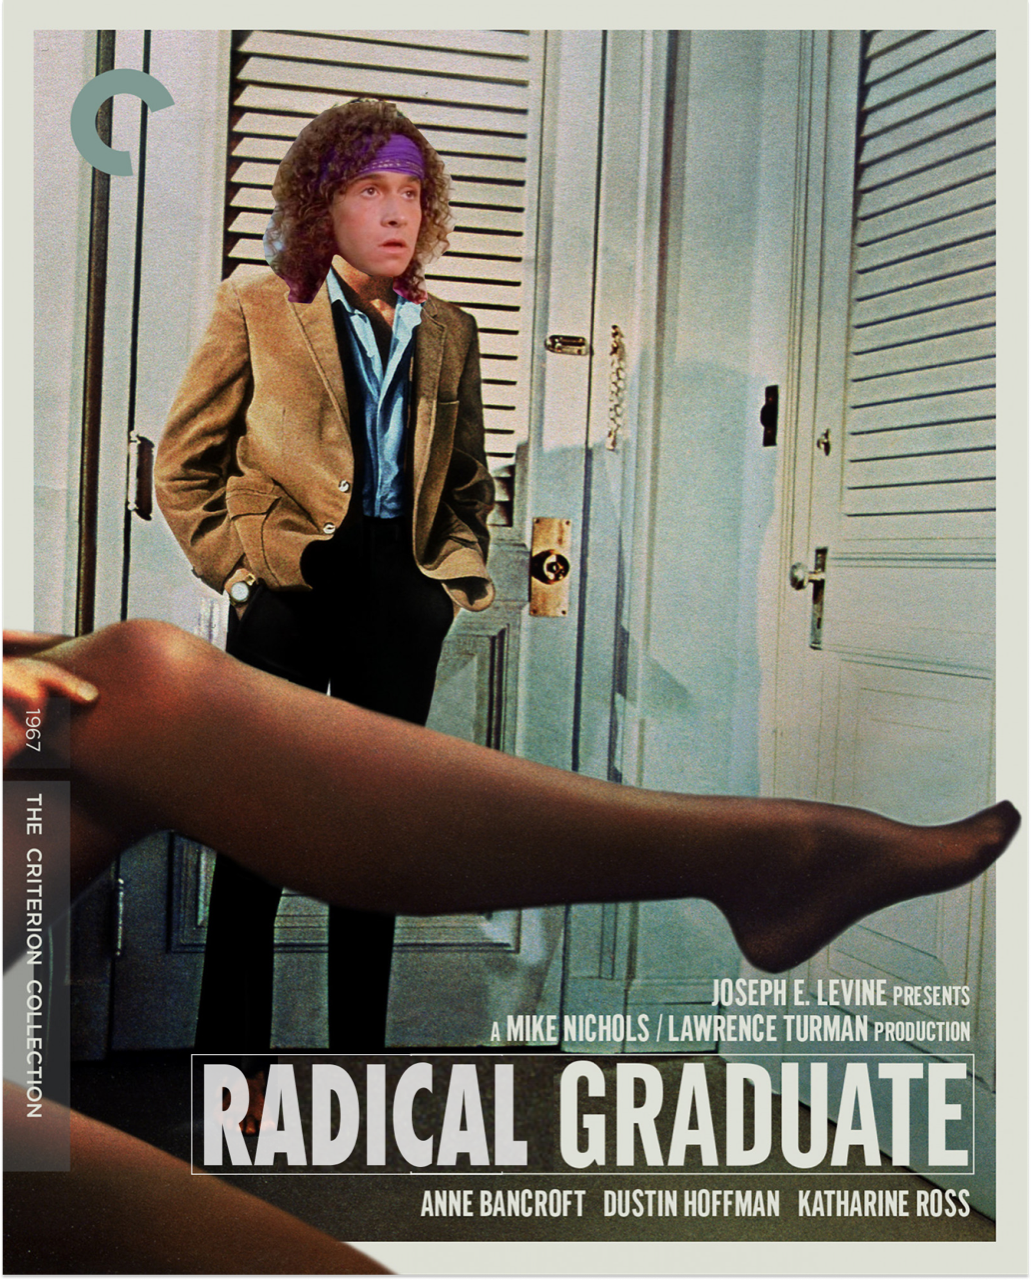 1967
THE CRITERION COLLECTION
JOSEPH E. LEVINE PRESENTS
A MIKE NICHOLS / LAWRENCE TURMAN PRODUCTION
RADICAL GRADUATE
ANNE BANCROFT DUSTIN HOFFMAN KATHARINE ROSS